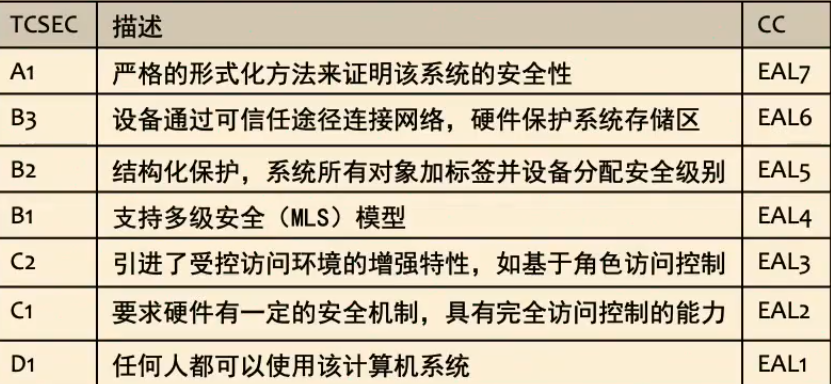 TCSEC 描述 CC
A1 严格的形式化方法来证明该系统的安全性 EAL7
B3 设备通过可信任途径连接网络，硬件保护系统存储区 EAL6
B2 结构化保护，系统所有对象加标签并设备分配安全级别 EAL5
B1 支持多级安全（MLS）模型 EAL4
C2 引进了受控访问环境的增强特性，如基于角色访问控制 EAL3
C1 要求硬件有一定的安全机制，具有完全访问控制的能力 EAL2
D1 任何人都可以使用该计算机系统 EAL1